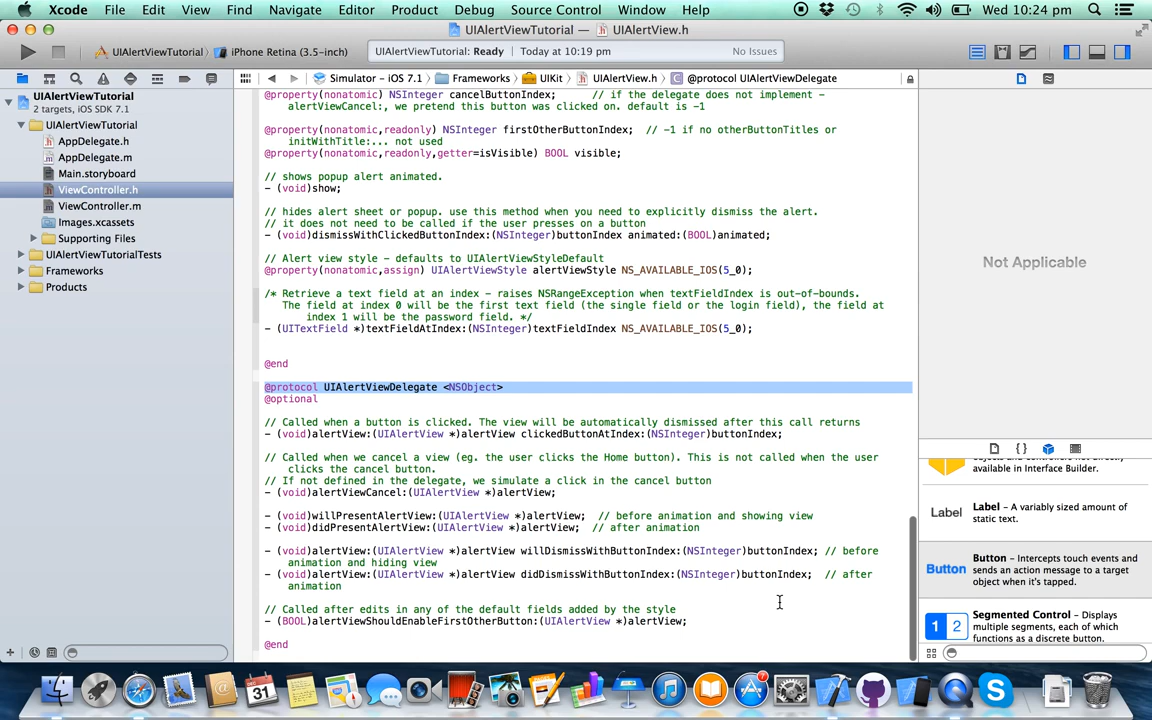 Xcode File Edit View Find Navigate Editor Product Debug Source Control Window Help Wed 10:24 pm
UIAlertViewTutorial — UIAlertView.h
UIAlertViewTutorial iPhone Retina (3.5-inch) UIAlertViewTutorial: Ready Today at 10:19 pm No Issues
Simulator - iOS 7.1 Frameworks UIKit UIAlertView.h @protocol UIAlertViewDelegate
UIAlertViewTutorial
2 targets, iOS SDK 7.1
UIAlertViewTutorial
AppDelegate.h
AppDelegate.m
Main.storyboard
ViewController.h
ViewController.m
Images.xcassets
Supporting Files
UIAlertViewTutorialTests
Frameworks
Products
@property(nonatomic) NSInteger cancelButtonIndex; // if the delegate does not implement -
alertViewCancel:, we pretend this button was clicked on. default is -1
@property(nonatomic,readonly) NSInteger firstOtherButtonIndex; // -1 if no otherButtonTitles or
initWithTitle:... not used
@property(nonatomic,readonly,getter=isVisible) BOOL visible;
// shows popup alert animated.
- (void)show;
// hides alert sheet or popup. use this method when you need to explicitly dismiss the alert.
// it does not need to be called if the user presses on a button
- (void)dismissWithClickedButtonIndex:(NSInteger)buttonIndex animated:(BOOL)animated;
// Alert view style - defaults to UIAlertViewStyleDefault
@property(nonatomic,assign) UIAlertViewStyle alertViewStyle NS_AVAILABLE_IOS(5_0);
/* Retrieve a text field at an index - raises NSRangeException when textFieldIndex is out-of-bounds.
The field at index 0 will be the first text field (the single field or the login field), the field at
index 1 will be the password field. */
- (UITextField *)textFieldAtIndex:(NSInteger)textFieldIndex NS_AVAILABLE_IOS(5_0);
@end
@protocol UIAlertViewDelegate <NSObject>
@optional
// Called when a button is clicked. The view will be automatically dismissed after this call returns
- (void)alertView:(UIAlertView *)alertView clickedButtonAtIndex:(NSInteger)buttonIndex;
// Called when we cancel a view (eg. the user clicks the Home button). This is not called when the user
clicks the cancel button.
// If not defined in the delegate, we simulate a click in the cancel button
- (void)alertViewCancel:(UIAlertView *)alertView;
- (void)willPresentAlertView:(UIAlertView *)alertView; // before animation and showing view
- (void)didPresentAlertView:(UIAlertView *)alertView; // after animation
- (void)alertView:(UIAlertView *)alertView willDismissWithButtonIndex:(NSInteger)buttonIndex; // before
animation and hiding view
- (void)alertView:(UIAlertView *)alertView didDismissWithButtonIndex:(NSInteger)buttonIndex; // after
animation
// Called after edits in any of the default fields added by the style
- (BOOL)alertViewShouldEnableFirstOtherButton:(UIAlertView *)alertView;
@end
Not Applicable
available in Interface Builder.
Label Label - A variably sized amount of
static text.
Button Button - Intercepts touch events and
sends an action message to a target
object when it's tapped.
1 2 Segmented Control - Displays
multiple segments, each of which
functions as a discrete button.
31
7